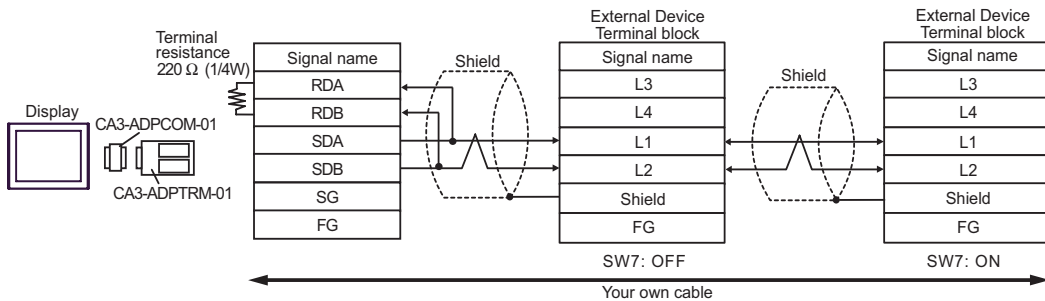 Display
CA3-ADPCOM-01
CA3-ADPTRM-01
Terminal
resistance
220 Ω (1/4W)
Signal name
RDA
RDB
SDA
SDB
SG
FG
Shield
External Device
Terminal block
Signal name
L3
L4
L1
L2
Shield
FG
SW7: OFF
Shield
External Device
Terminal block
Signal name
L3
L4
L1
L2
Shield
FG
SW7: ON
Your own cable